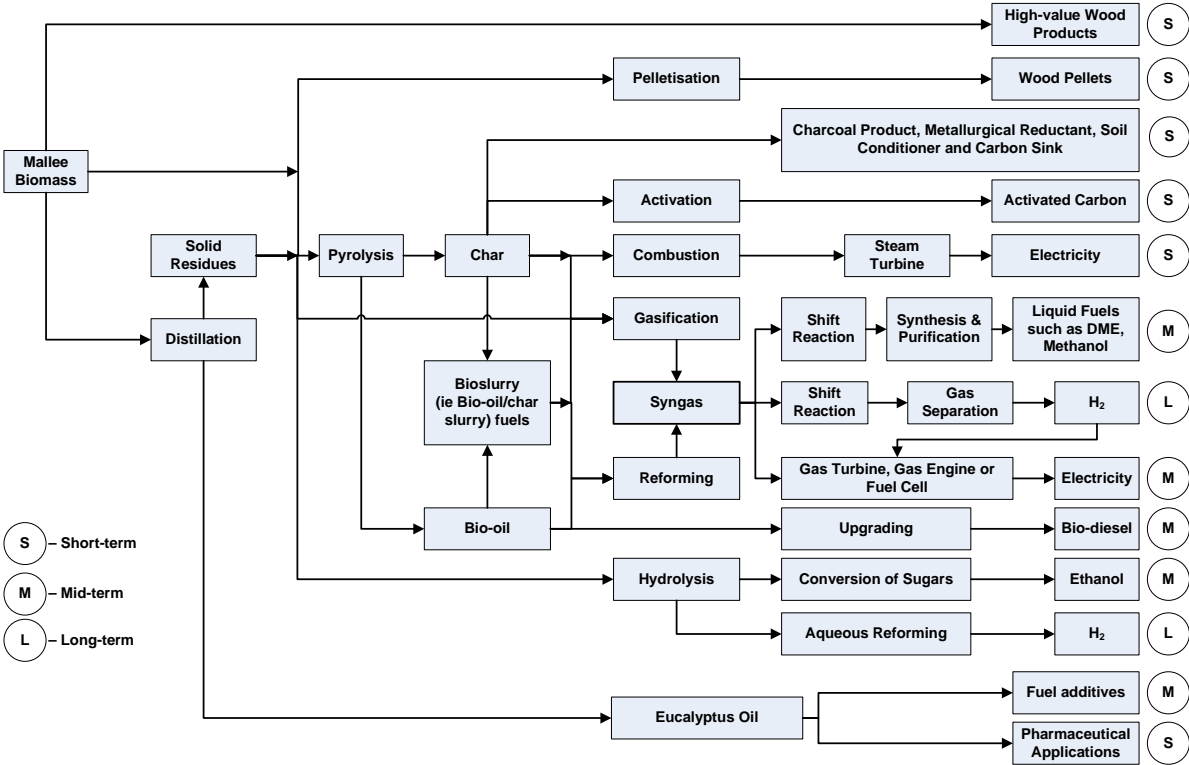 High-value Wood
Products
S
Pelletisation
Wood Pellets
S
Charcoal Product, Metallurgical Reductant, Soil
Conditioner and Carbon Sink
S
Mallee
Biomass
Activation
Activated Carbon
S
Solid
Residues
Pyrolysis
Char
Combustion
Steam
Turbine
Electricity
S
Distillation
Gasification
Shift
Reaction
Synthesis &
Purification
Liquid Fuels
such as DME,
Methanol
M
Bioslurry
(ie Bio-oil/char
slurry) fuels
Syngas
Shift
Reaction
Gas
Separation
H₂
L
Reforming
Gas Turbine, Gas Engine or
Fuel Cell
Electricity
M
Bio-oil
Upgrading
Bio-diesel
M
S – Short-term
M – Mid-term
L – Long-term
Hydrolysis
Conversion of Sugars
Ethanol
M
Aqueous Reforming
H₂
L
Eucalyptus Oil
Fuel additives
M
Pharmaceutical
Applications
S